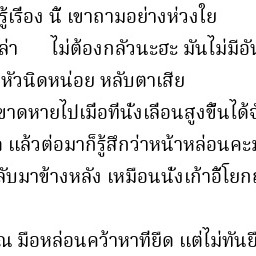 รู้เรื่อง นี่ เขาถามอย่างห่วงใย
ล่า ไม่ต้องกลัวนะฮะ มันไม่มีอั
หัวนิดหน่อย หลับตาเสีย
ขาดหายไปเมื่อที่นั่งเลื่อนสูงขึ้นได้
แล้วต่อมาก็รู้สึกว่าหน้าหล่อนคะม
ลับมาข้างหลัง เหมือนนั่งเก้าอี้โยก
ณ มือหล่อนคว้าหาที่ยึด แต่ไม่ทันยึ